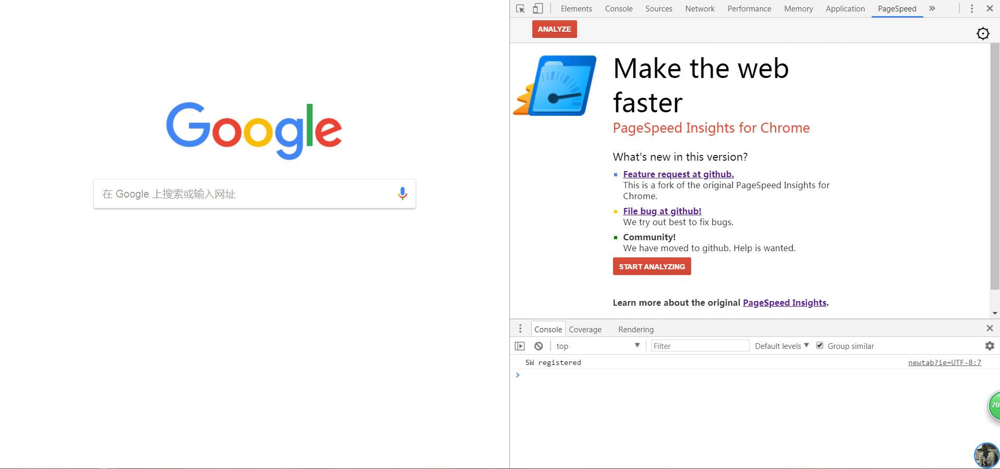 Google
在 Google 上搜索或输入网址
Elements Console Sources Network Performance Memory Application PageSpeed »
ANALYZE
Make the web
faster
PageSpeed Insights for Chrome
What's new in this version?
Feature request at github.
This is a fork of the original PageSpeed Insights for
Chrome.
File bug at github!
We try out best to fix bugs.
Community!
We have moved to github. Help is wanted.
START ANALYZING
Learn more about the original PageSpeed Insights.
Console Coverage Rendering
top Filter Default levels Group similar
SW registered newtab?ie=UTF-8:7
70